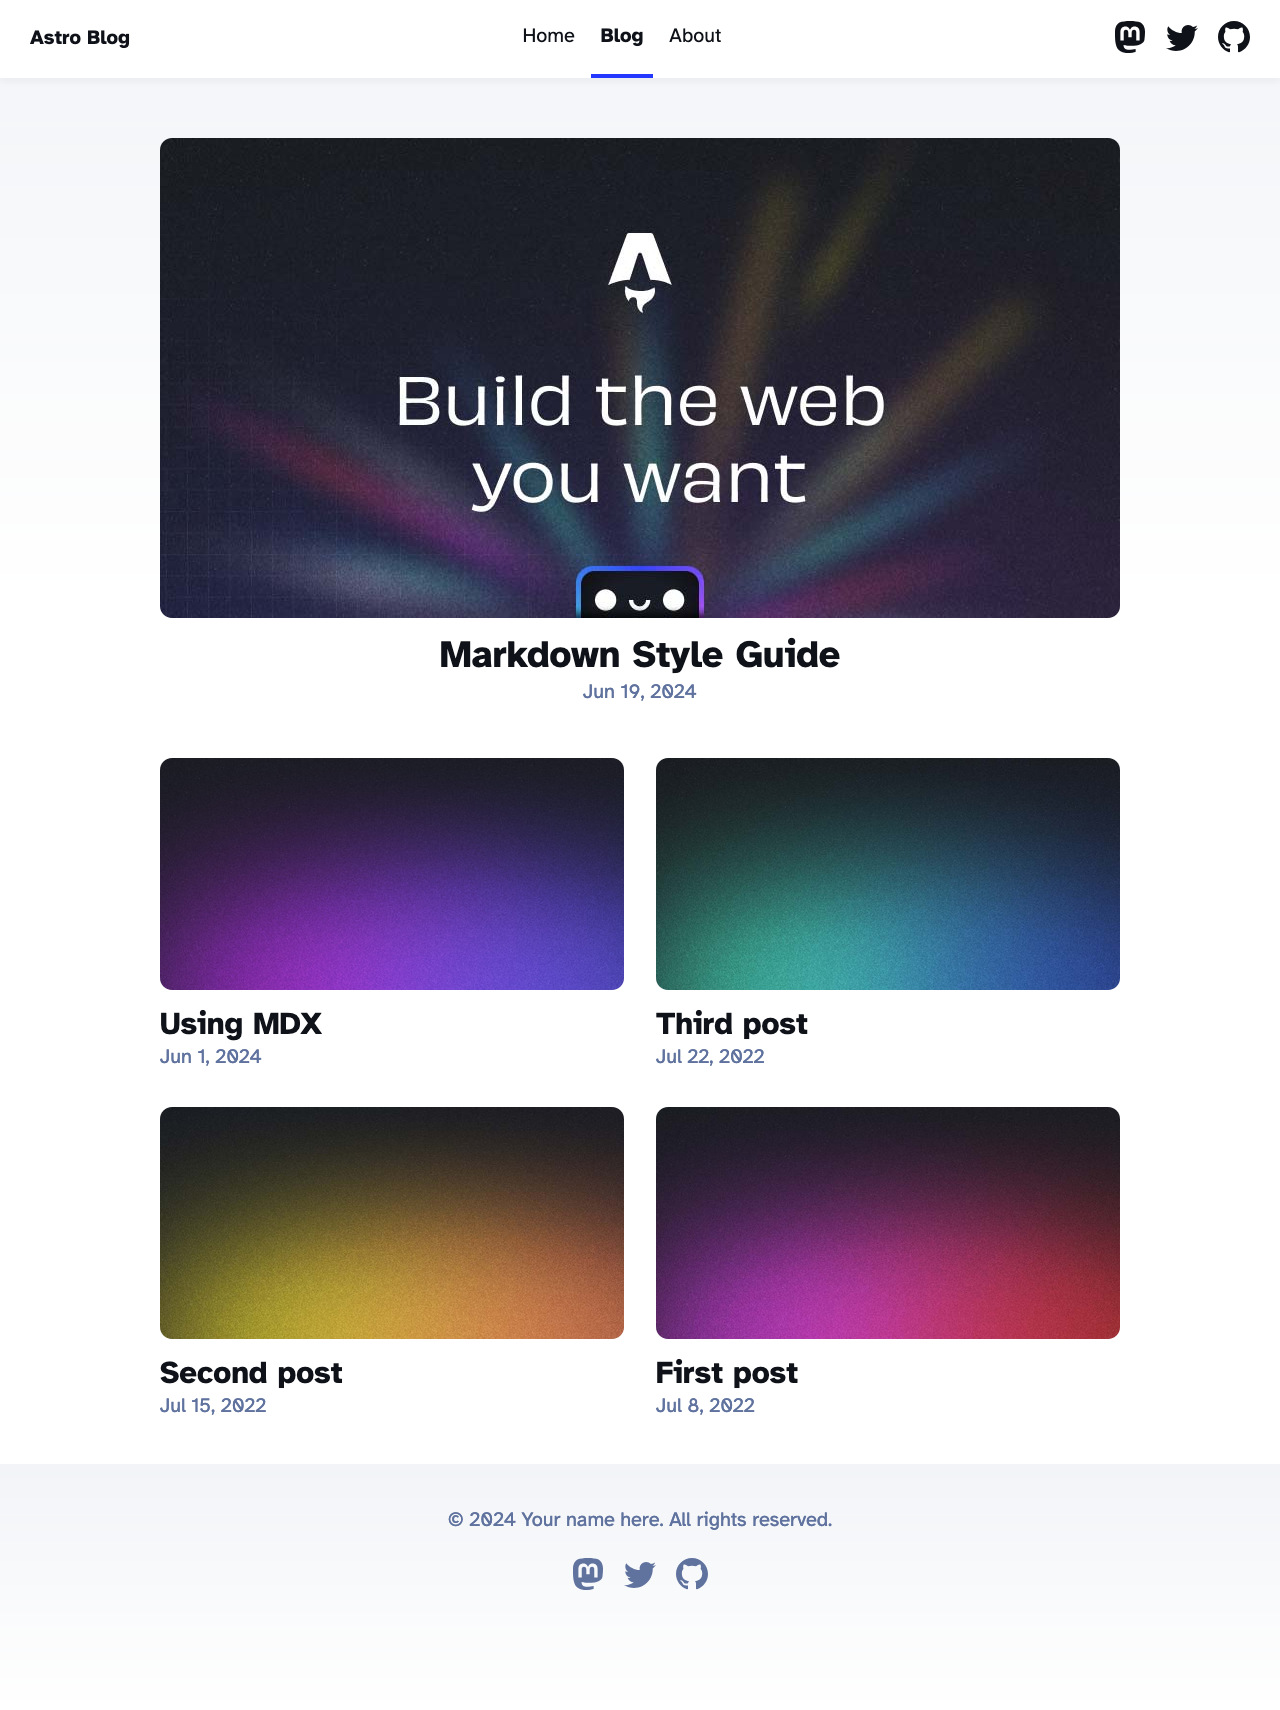 Astro Blog
Home Blog About
Build the web
you want
Markdown Style Guide
Jun 19, 2024
Using MDX
Jun 1, 2024
Third post
Jul 22, 2022
Second post
Jul 15, 2022
First post
Jul 8, 2022
© 2024 Your name here. All rights reserved.